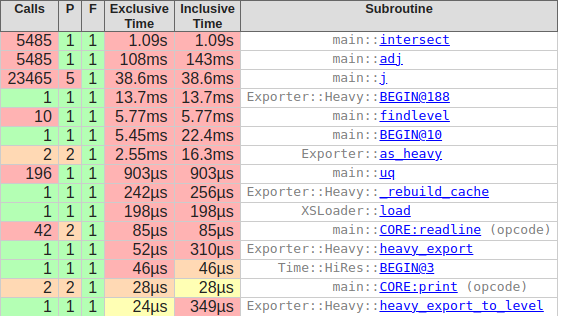 Calls P F Exclusive Time Inclusive Time Subroutine
5485 1 1 1.09s 1.09s main::intersect
5485 1 1 108ms 143ms main::adj
23465 5 1 38.6ms 38.6ms main::j
1 1 1 13.7ms 13.7ms Exporter::Heavy::BEGIN@188
10 1 1 5.77ms 5.77ms main::findlevel
1 1 1 5.45ms 22.4ms main::BEGIN@10
2 2 1 2.55ms 16.3ms Exporter::as_heavy
196 1 1 903µs 903µs main::uq
1 1 1 242µs 256µs Exporter::Heavy::_rebuild_cache
1 1 1 198µs 198µs XSLoader::load
42 2 1 85µs 85µs main::CORE:readline (opcode)
1 1 1 52µs 310µs Exporter::Heavy::heavy_export
1 1 1 46µs 46µs Time::HiRes::BEGIN@3
2 2 1 28µs 28µs main::CORE:print (opcode)
1 1 1 24µs 349µs Exporter::Heavy::heavy_export_to_level